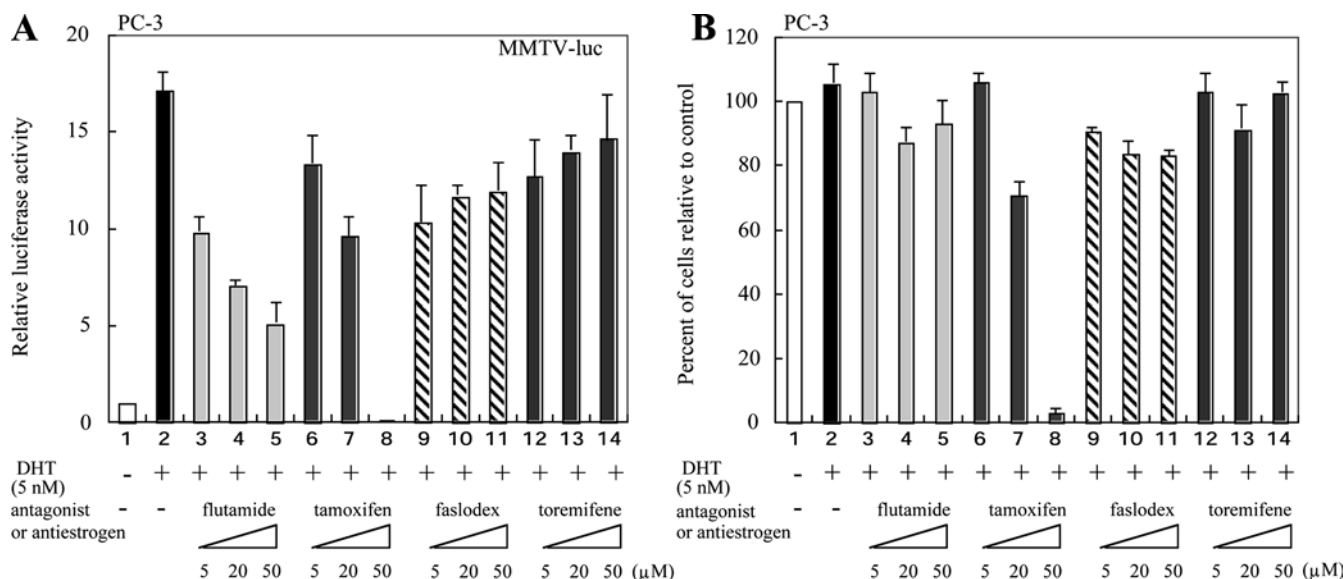 A PC-3
MMTV-luc
Relative luciferase activity
20
15
10
5
0
1 2 3 4 5 6 7 8 9 10 11 12 13 14
DHT - + + + + + + + + + + + + +
(5 nM)
antagonist - - flutamide tamoxifen faslodex toremifene
or antiestrogen
5 20 50 5 20 50 5 20 50 5 20 50 (μM)
B PC-3
Percent of cells relative to control
120
100
80
60
40
20
0
1 2 3 4 5 6 7 8 9 10 11 12 13 14
DHT - + + + + + + + + + + + + +
(5 nM)
antagonist - - flutamide tamoxifen faslodex toremifene
or antiestrogen
5 20 50 5 20 50 5 20 50 5 20 50 (μM)